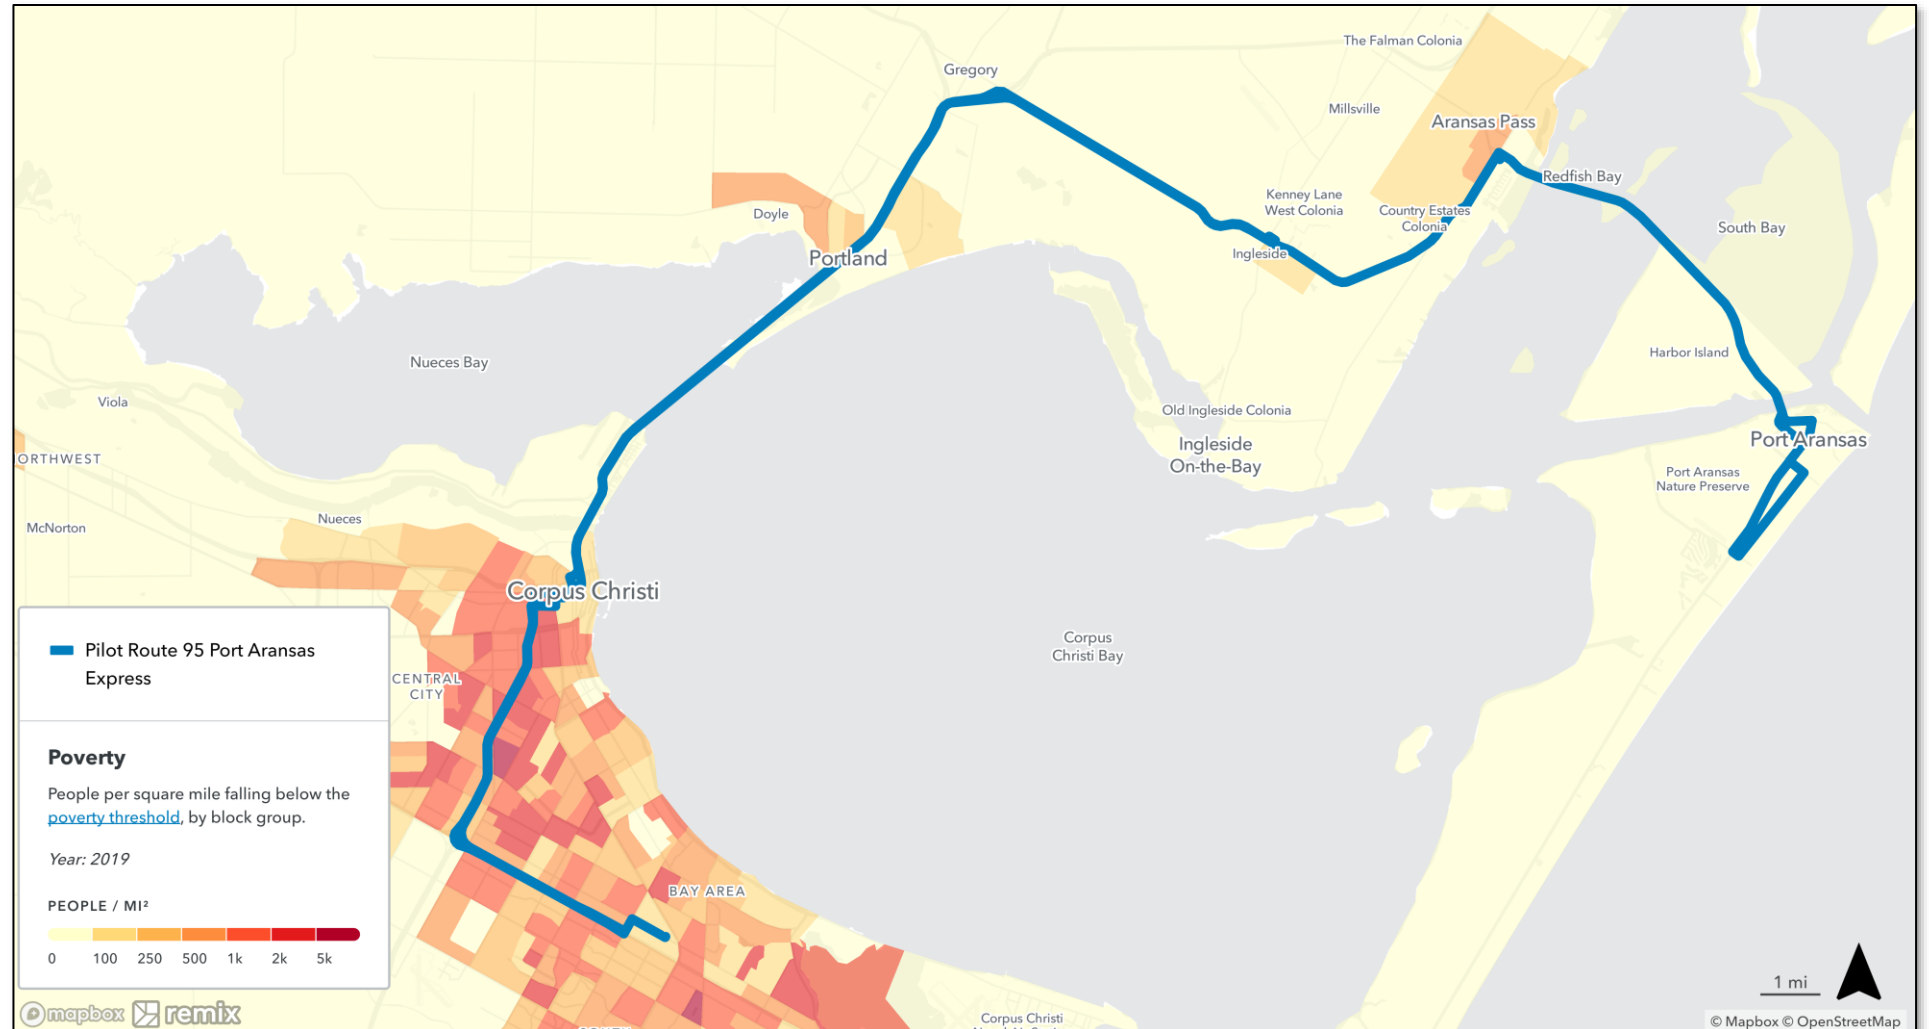 The Falman Colonia
Gregory
Millsville
Aransas Pass
Redfish Bay
Kenney Lane
West Colonia
Country Estates
Colonia
Doyle
South Bay
Portland
Ingleside
Nueces Bay
Harbor Island
Viola
Old Ingleside Colonia
Ingleside
On-the-Bay
Port Aransas
ORTHWEST
Port Aransas
Nature Preserve
Nueces
McNorton
Corpus Christi
Corpus
Christi Bay
CENTRAL
CITY
BAY AREA
Pilot Route 95 Port Aransas
Express
Poverty
People per square mile falling below the
poverty threshold, by block group.
Year: 2019
PEOPLE / MI²
0 100 250 500 1k 2k 5k
1 mi
mapbox remix
Corpus Christi
© Mapbox © OpenStreetMap